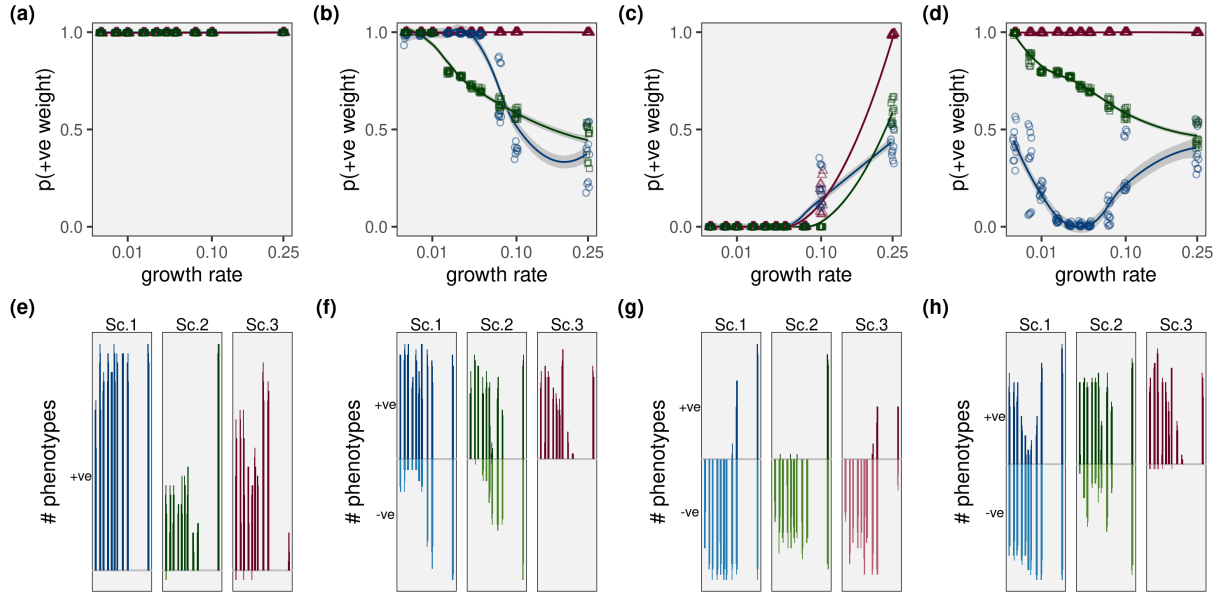 (a) (b) (c) (d)
1.0 1.0 1.0 1.0
0.5 0.5 0.5 0.5
0.0 0.0 0.0 0.0
p(+ve weight) p(+ve weight) p(+ve weight) p(+ve weight)
0.01 0.10 0.25 0.01 0.10 0.25 0.01 0.10 0.25 0.01 0.10 0.25
growth rate growth rate growth rate growth rate
(e) (f) (g) (h)
Sc.1 Sc.2 Sc.3 Sc.1 Sc.2 Sc.3 Sc.1 Sc.2 Sc.3 Sc.1 Sc.2 Sc.3
# phenotypes # phenotypes # phenotypes # phenotypes
+ve +ve +ve +ve
-ve -ve -ve